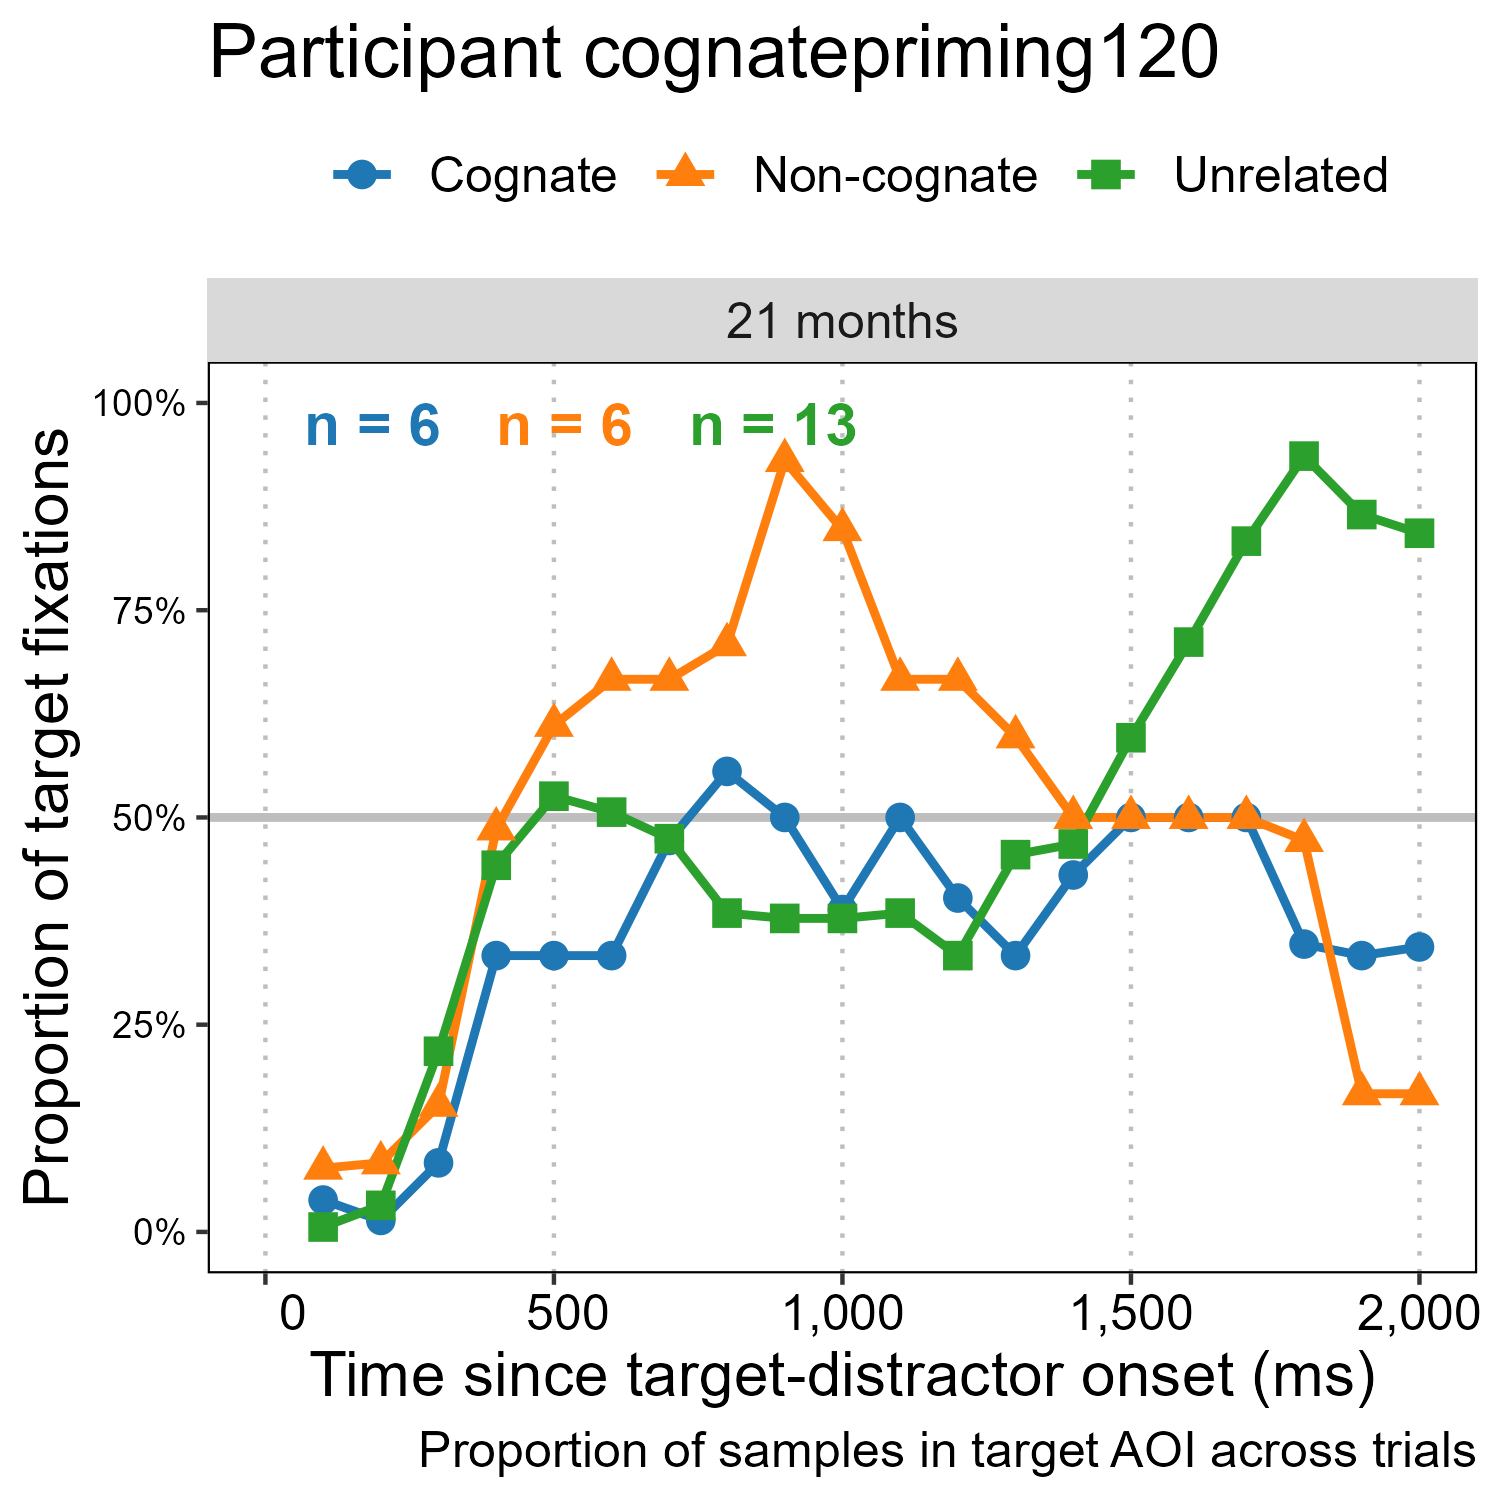 Participant cognatepriming120
Cognate Non-cognate Unrelated
21 months
n = 6 n = 6 n = 13
100%
75%
50%
25%
0%
Proportion of target fixations
0 500 1,000 1,500 2,000
Time since target-distractor onset (ms)
Proportion of samples in target AOI across trials